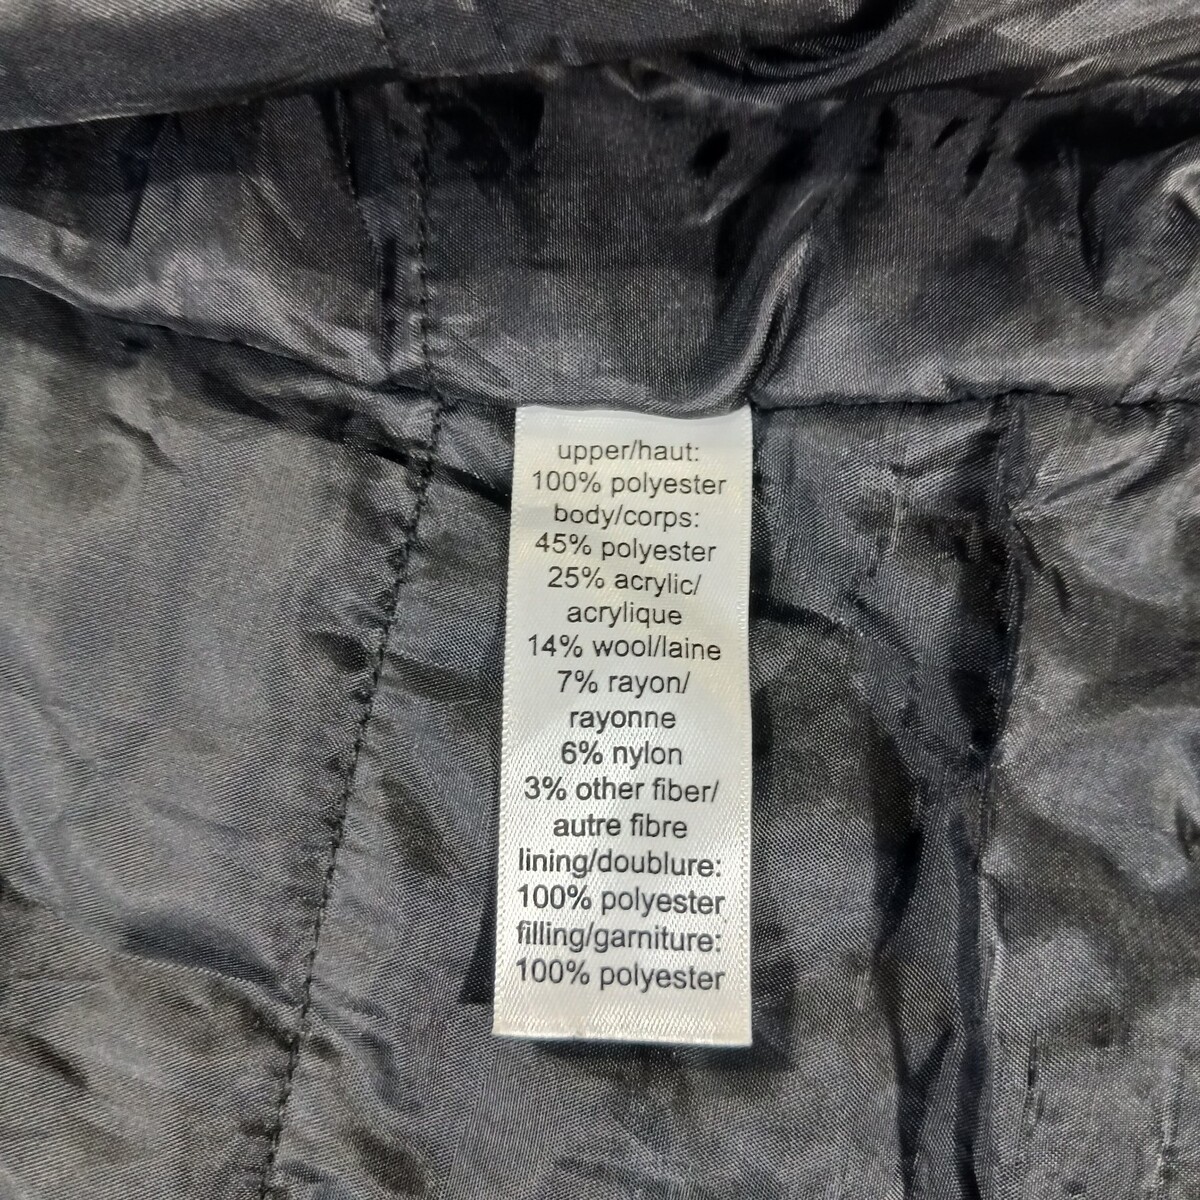 upper/haut:
100% polyester
body/corps:
45% polyester
25% acrylic/
acrylique
14% wool/laine
7% rayon/
rayonne
6% nylon
3% other fiber/
autre fibre
lining/doublure:
100% polyester
filling/garniture:
100% polyester